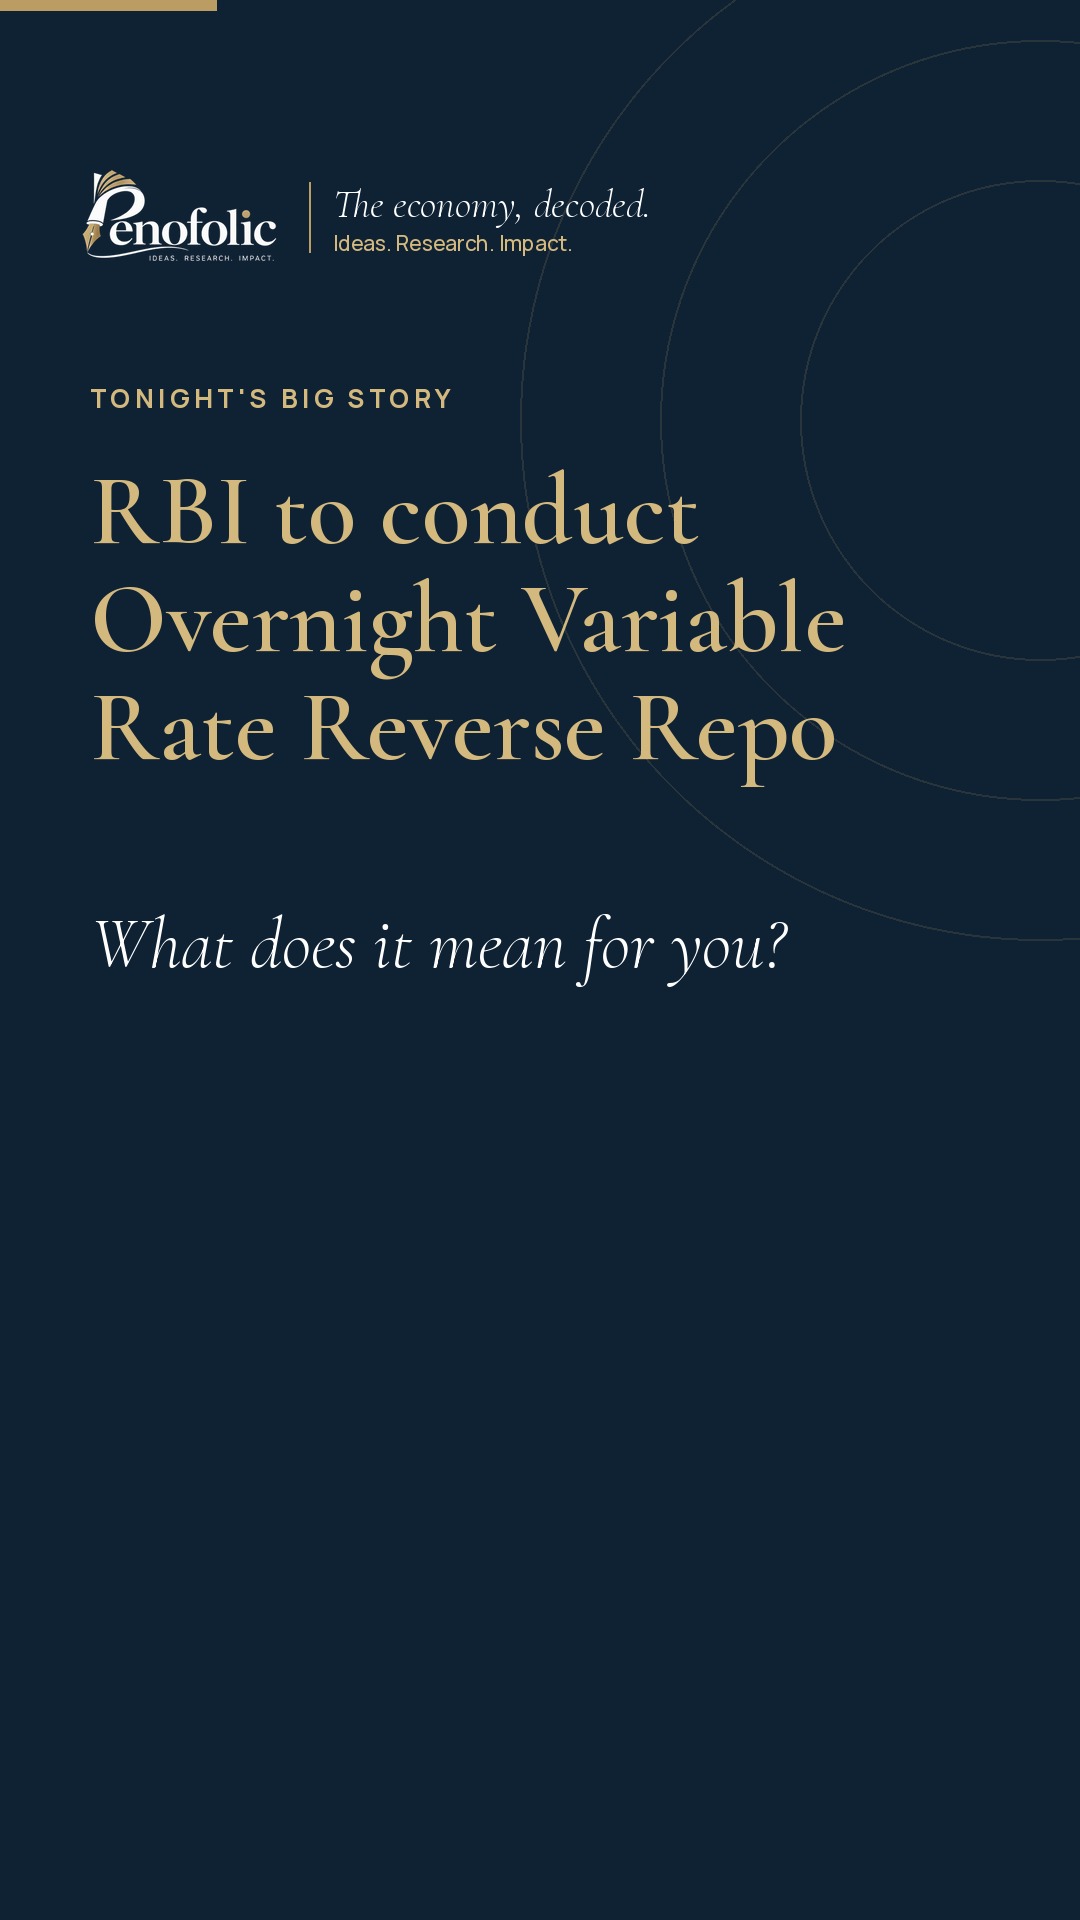 Penofolic
IDEAS. RESEARCH. IMPACT.
The economy, decoded.
Ideas. Research. Impact.
TONIGHT'S BIG STORY
RBI to conduct
Overnight Variable
Rate Reverse Repo
What does it mean for you?